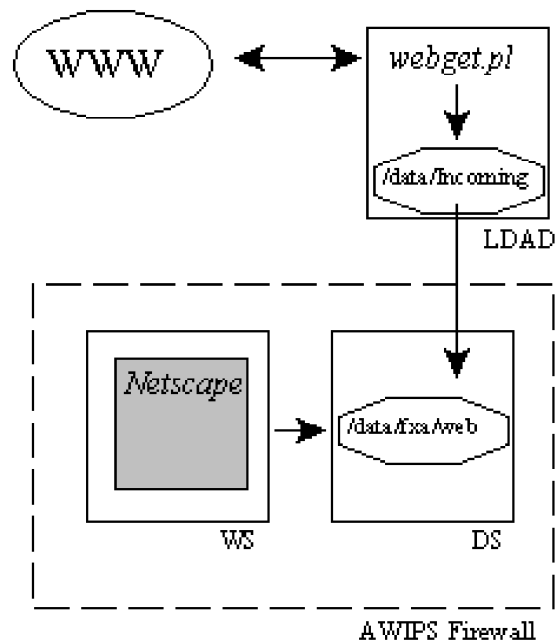 WWW
webget.pl
/data/Incoming
LDAD
Netscape
/data/fxa/web
WS
DS
AWIPS Firewall